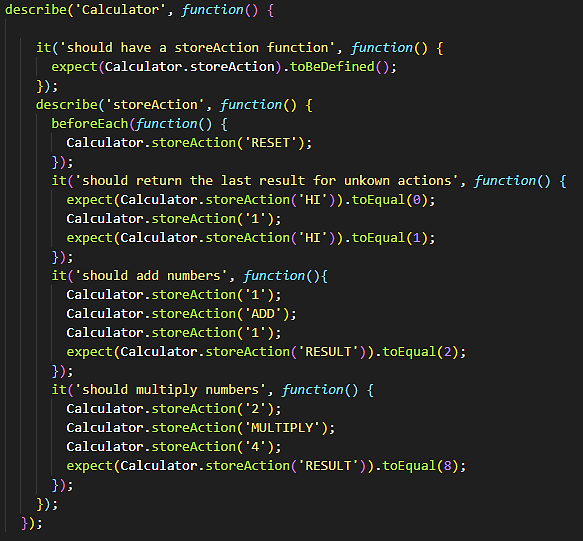 describe('Calculator', function() {
it('should have a storeAction function', function() {
expect(Calculator.storeAction).toBeDefined();
});
describe('storeAction', function() {
beforeEach(function() {
Calculator.storeAction('RESET');
});
it('should return the last result for unkown actions', function() {
expect(Calculator.storeAction('HI')).toEqual(0);
Calculator.storeAction('1');
expect(Calculator.storeAction('HI')).toEqual(1);
});
it('should add numbers', function(){
Calculator.storeAction('1');
Calculator.storeAction('ADD');
Calculator.storeAction('1');
expect(Calculator.storeAction('RESULT')).toEqual(2);
});
it('should multiply numbers', function() {
Calculator.storeAction('2');
Calculator.storeAction('MULTIPLY');
Calculator.storeAction('4');
expect(Calculator.storeAction('RESULT')).toEqual(8);
});
});
});